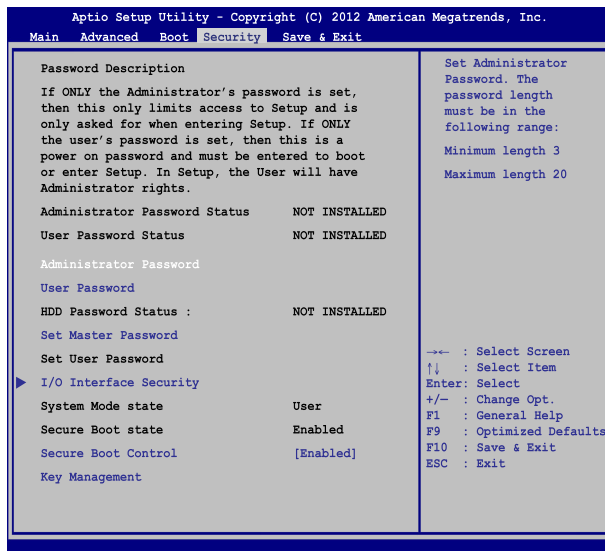 Aptio Setup Utility - Copyright (C) 2012 American Megatrends, Inc.
Main Advanced Boot Security Save & Exit
Password Description
If ONLY the Administrator's password is set,
then this only limits access to Setup and is
only asked for when entering Setup. If ONLY
the user's password is set, then this is a
power on password and must be entered to boot
or enter Setup. In Setup, the User will have
Administrator rights.
Administrator Password Status NOT INSTALLED
User Password Status NOT INSTALLED
Administrator Password
User Password
HDD Password Status : NOT INSTALLED
Set Master Password
Set User Password
I/O Interface Security
System Mode state User
Secure Boot state Enabled
Secure Boot Control [Enabled]
Key Management
Set Administrator
Password. The
password length
must be in the
following range:
Minimum length 3
Maximum length 20
→← : Select Screen
↑↓ : Select Item
Enter: Select
+/— : Change Opt.
F1 : General Help
F9 : Optimized Defaults
F10 : Save & Exit
ESC : Exit